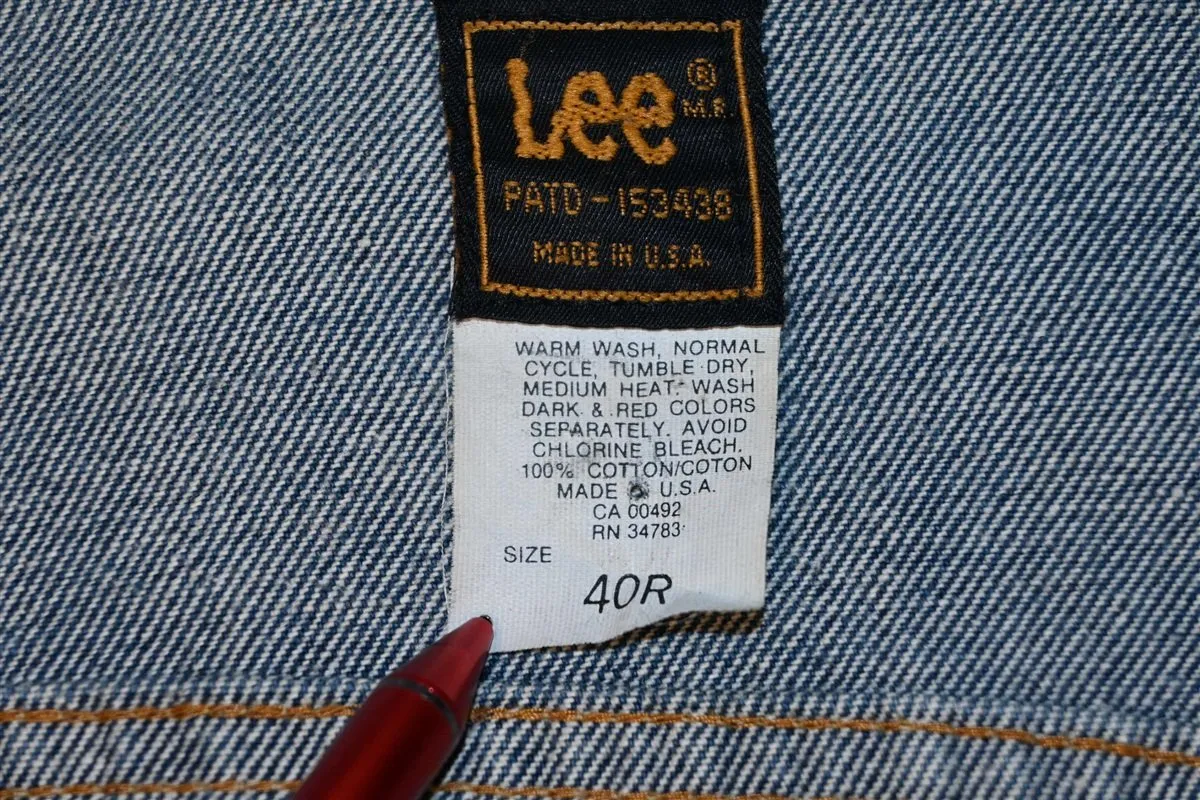 Lee ®
M.R.
PATD-153438
MADE IN U.S.A.
WARM WASH, NORMAL
CYCLE, TUMBLE DRY,
MEDIUM HEAT. WASH
DARK & RED COLORS
SEPARATELY. AVOID
CHLORINE BLEACH.
100% COTTON/COTON
MADE U.S.A.
CA 00492
RN 34783
SIZE
40R